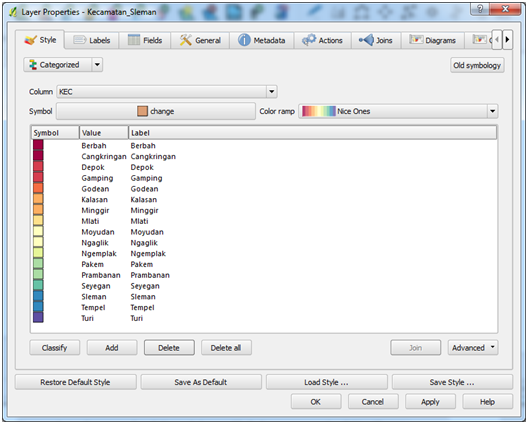 Layer Properties - Kecamatan_Sleman
Style Labels Fields General Metadata Actions Joins Diagrams
Categorized Old symbology
Column KEC
Symbol change Color ramp Nice Ones
Symbol Value Label
Berbah Berbah
Cangkringan Cangkringan
Depok Depok
Gamping Gamping
Godean Godean
Kalasan Kalasan
Minggir Minggir
Mlati Mlati
Moyudan Moyudan
Ngaglik Ngaglik
Ngemplak Ngemplak
Pakem Pakem
Prambanan Prambanan
Seyegan Seyegan
Sleman Sleman
Tempel Tempel
Turi Turi
Classify Add Delete Delete all Join Advanced
Restore Default Style Save As Default Load Style ... Save Style ...
OK Cancel Apply Help